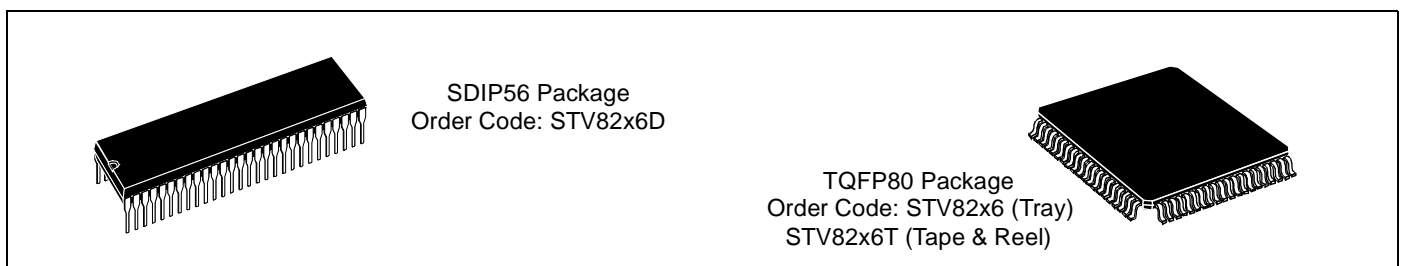 SDIP56 Package
Order Code: STV82x6D
TQFP80 Package
Order Code: STV82x6 (Tray)
STV82x6T (Tape & Reel)